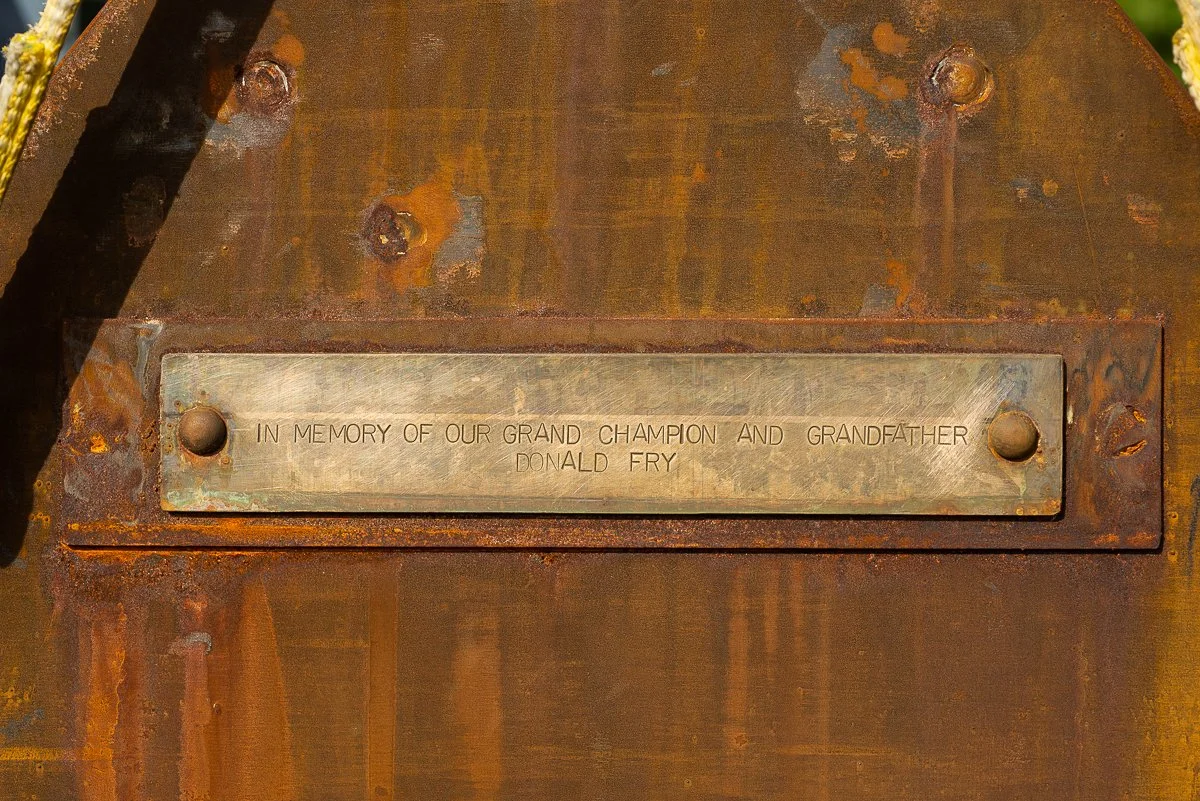 IN MEMORY OF OUR GRAND CHAMPION AND GRANDFATHER
DONALD FRY